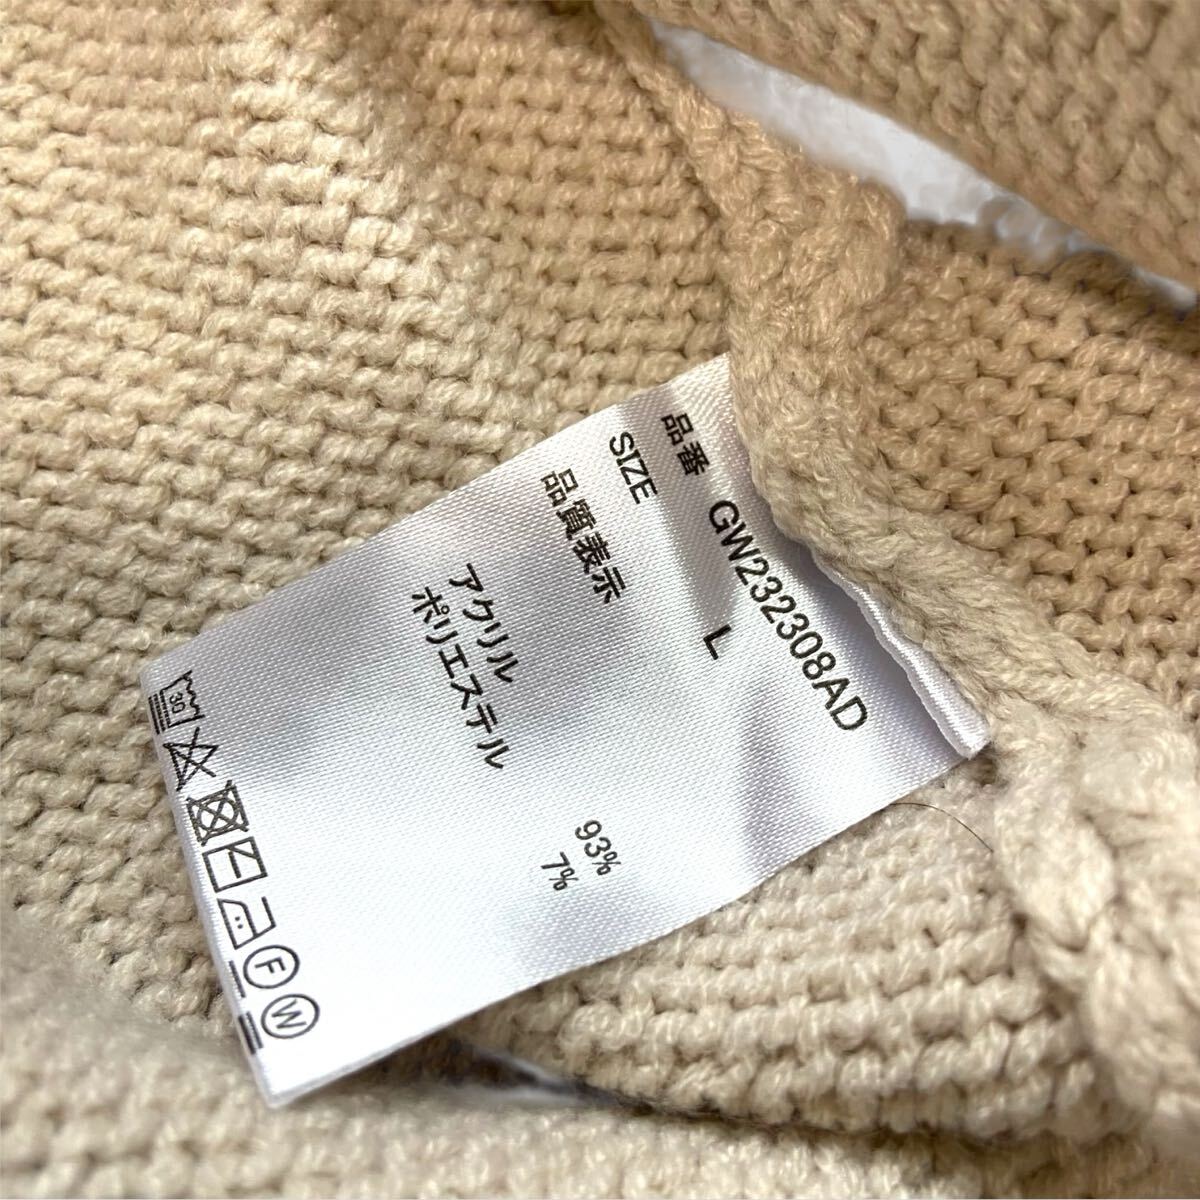 品番 GW232308AD
SIZE L
品質表示
アクリル 93%
ポリエステル 7%
30
F
W